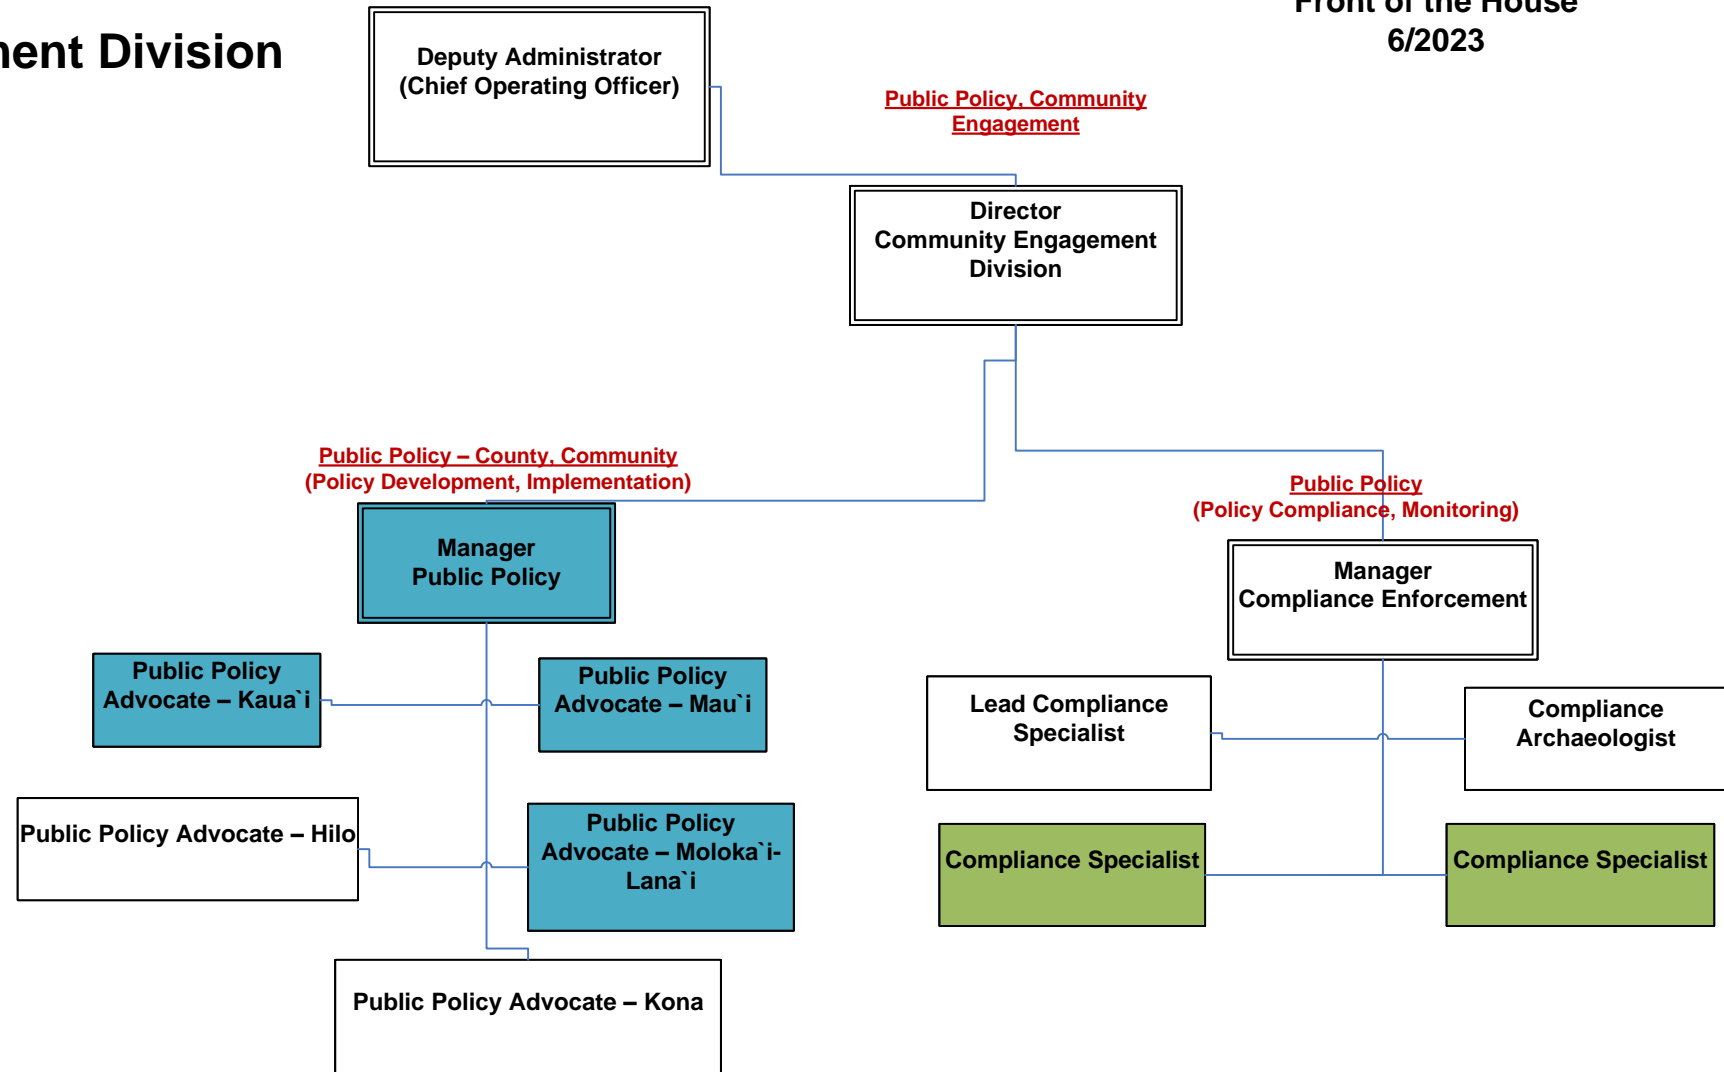 ment Division
Front of the House
6/2023
Deputy Administrator
(Chief Operating Officer)
Public Policy, Community
Engagement
Director
Community Engagement
Division
Public Policy – County, Community
(Policy Development, Implementation)
Public Policy
(Policy Compliance, Monitoring)
Manager
Public Policy
Manager
Compliance Enforcement
Public Policy
Advocate – Kaua`i
Public Policy
Advocate – Mau`i
Lead Compliance
Specialist
Compliance
Archaeologist
Public Policy Advocate – Hilo
Public Policy
Advocate – Moloka`i-
Lana`i
Compliance Specialist
Compliance Specialist
Public Policy Advocate – Kona